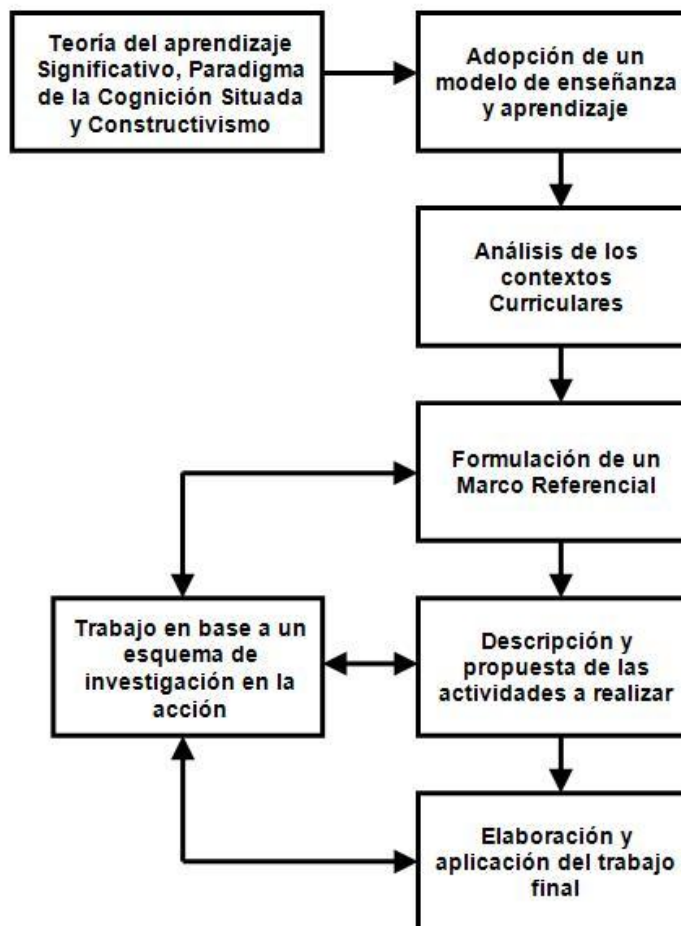 Teoría del aprendizaje
Significativo, Paradigma
de la Cognición Situada
y Constructivismo
Adopción de un
modelo de enseñanza
y aprendizaje
Análisis de los
contextos
Curriculares
Formulación de un
Marco Referencial
Trabajo en base a un
esquema de
investigación en la
acción
Descripción y
propuesta de las
actividades a realizar
Elaboración y
aplicación del trabajo
final